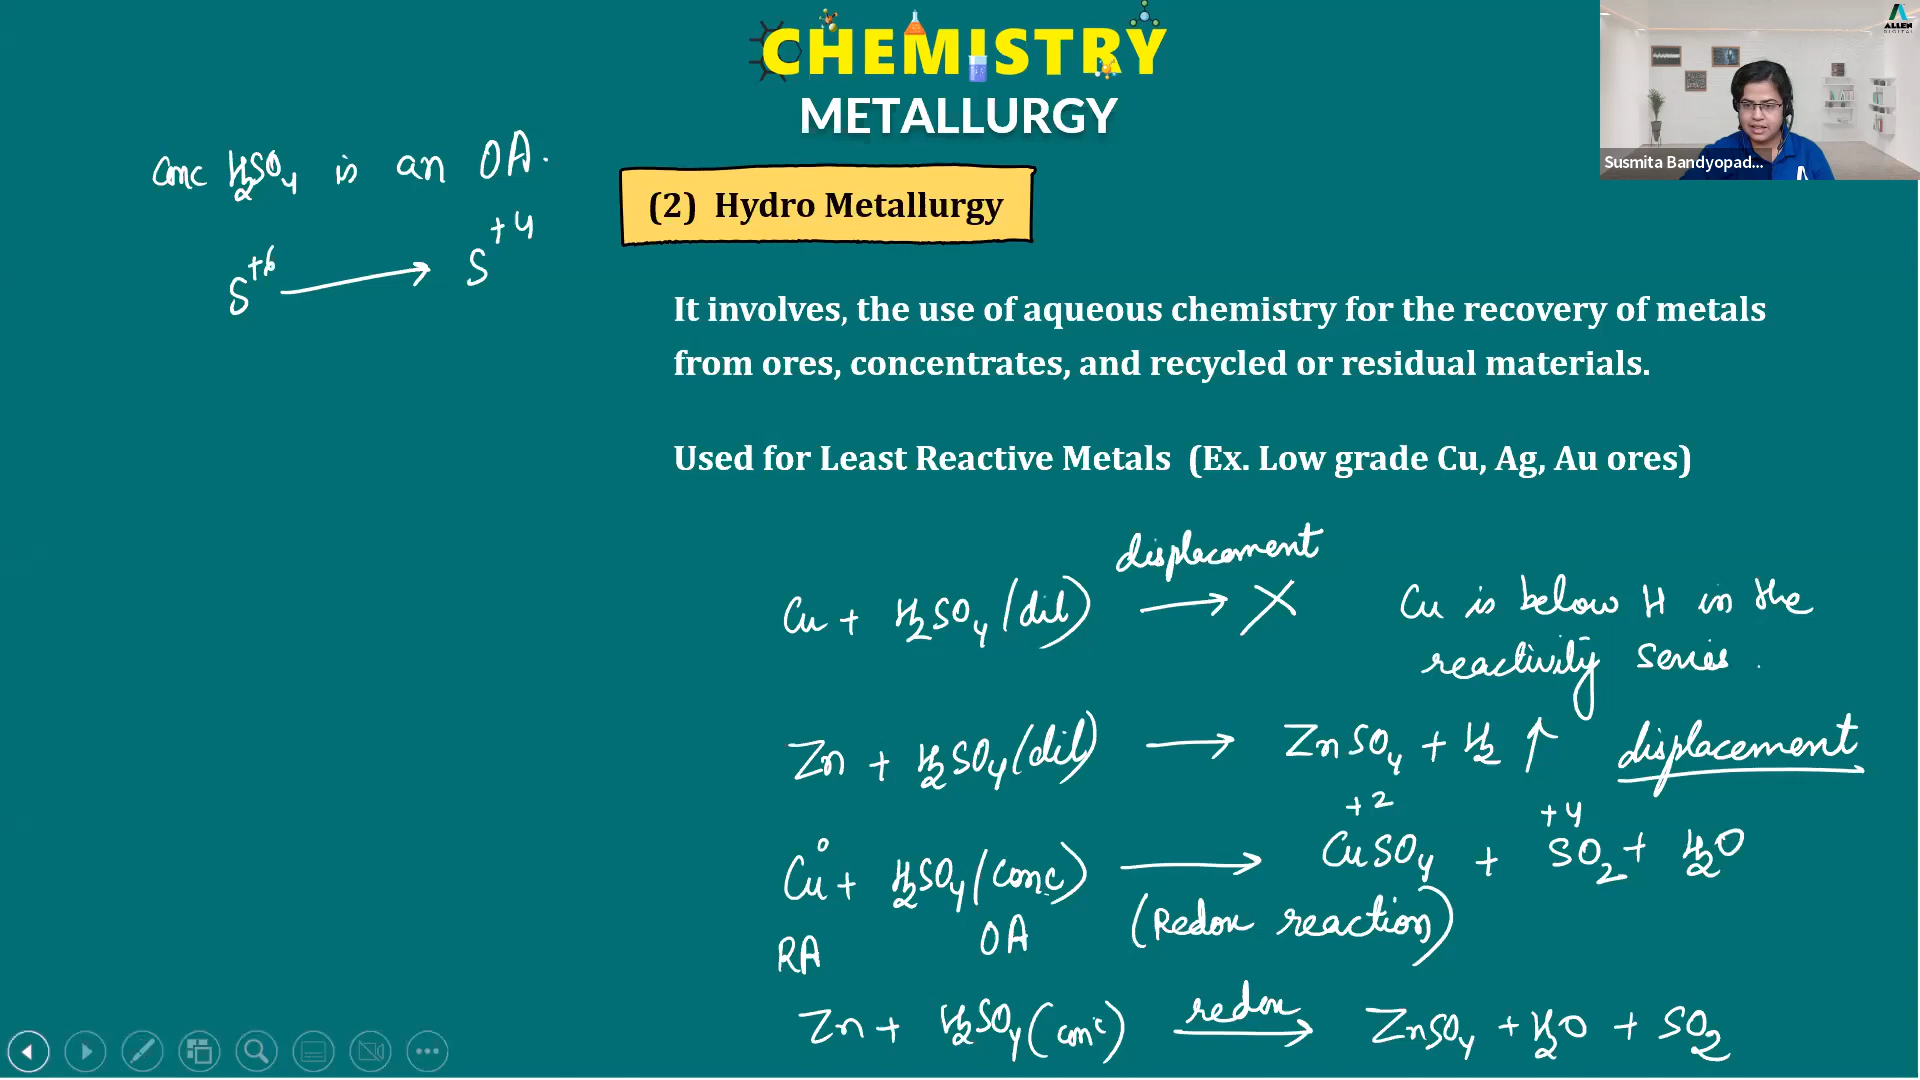 CHEMISTRY
METALLURGY
ALLEN
DIGITAL
Susmita Bandyopad...
Conc H₂SO₄ is an OA.
S⁺⁶ ⟶ S⁺⁴
(2) Hydro Metallurgy
It involves, the use of aqueous chemistry for the recovery of metals
from ores, concentrates, and recycled or residual materials.
Used for Least Reactive Metals (Ex. Low grade Cu, Ag, Au ores)
displacement
Cu + H₂SO₄ (dil) ⟶ X
Cu is below H in the
reactivity series.
Zn + H₂SO₄ (dil) ⟶ ZnSO₄ + H₂ ↑ displacement
+2 +4
Cu⁰ + H₂SO₄ (conc) ⟶ CuSO₄ + SO₂ + H₂O
RA OA (Redox reaction)
redox
Zn + H₂SO₄ (conc) ⟶ ZnSO₄ + H₂O + SO₂